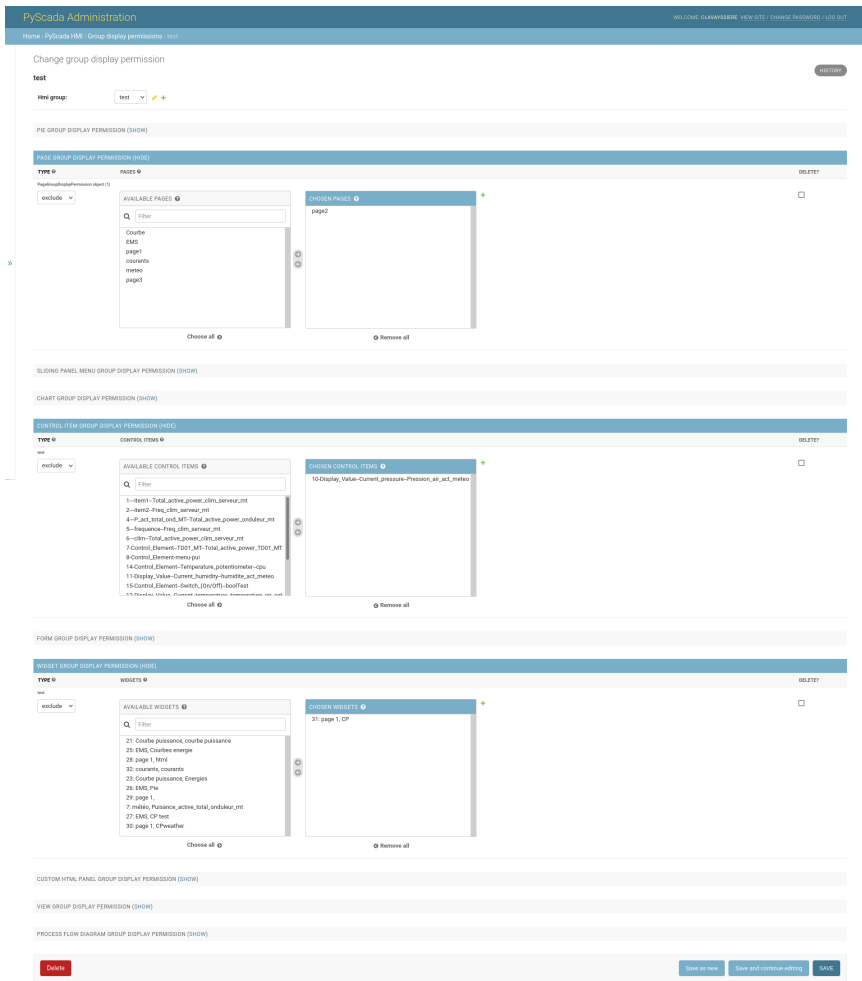 PyScada Administration
WELCOME, CLAVAYSSIERE. VIEW SITE / CHANGE PASSWORD / LOG OUT
Home › PyScada HMI › Group display permissions › test
Change group display permission
test
HISTORY
Hmi group: test
PIE GROUP DISPLAY PERMISSION (SHOW)
PAGE GROUP DISPLAY PERMISSION (HIDE)
TYPE PAGES DELETE?
PageGroupDisplayPermission object (1)
exclude
AVAILABLE PAGES
Filter
Courbe
EMS
page1
courants
meteo
page3
Choose all
CHOSEN PAGES
page2
Remove all
SLIDING PANEL MENU GROUP DISPLAY PERMISSION (SHOW)
CHART GROUP DISPLAY PERMISSION (SHOW)
CONTROL ITEM GROUP DISPLAY PERMISSION (HIDE)
TYPE CONTROL ITEMS DELETE?
test
exclude
AVAILABLE CONTROL ITEMS
Filter
1---item1--Total_active_power_clim_serveur_mt
2---item2--Freq_clim_serveur_mt
4---P_act_total_ond_MT--Total_active_power_onduleur_mt
5---frequence--Freq_clim_serveur_mt
6---clim--Total_active_power_clim_serveur_mt
7-Control_Element--TD01_MT--Total_active_power_TD01_MT
8-Control_Element-menu-pui
14-Control_Element--Temperature_potentiometer--cpu
11-Display_Value--Current_humidity--humidite_act_meteo
15-Control_Element--Switch_(On/Off)--boolTest
12-Display_Value--Current_temperature--temperature_air_act
Choose all
CHOSEN CONTROL ITEMS
10-Display_Value--Current_pressure--Pression_air_act_meteo
Remove all
FORM GROUP DISPLAY PERMISSION (SHOW)
WIDGET GROUP DISPLAY PERMISSION (HIDE)
TYPE WIDGETS DELETE?
test
exclude
AVAILABLE WIDGETS
Filter
21: Courbe puissance, courbe puissance
25: EMS, Courbes energie
28: page 1, html
32: courants, courants
23: Courbe puissance, Energies
26: EMS, Pie
29: page 1,
7: météo, Puisance_active_total_onduleur_mt
27: EMS, CP test
30: page 1, CPweather
Choose all
CHOSEN WIDGETS
31: page 1, CP
Remove all
CUSTOM HTML PANEL GROUP DISPLAY PERMISSION (SHOW)
VIEW GROUP DISPLAY PERMISSION (SHOW)
PROCESS FLOW DIAGRAM GROUP DISPLAY PERMISSION (SHOW)
Delete
Save as new
Save and continue editing
SAVE